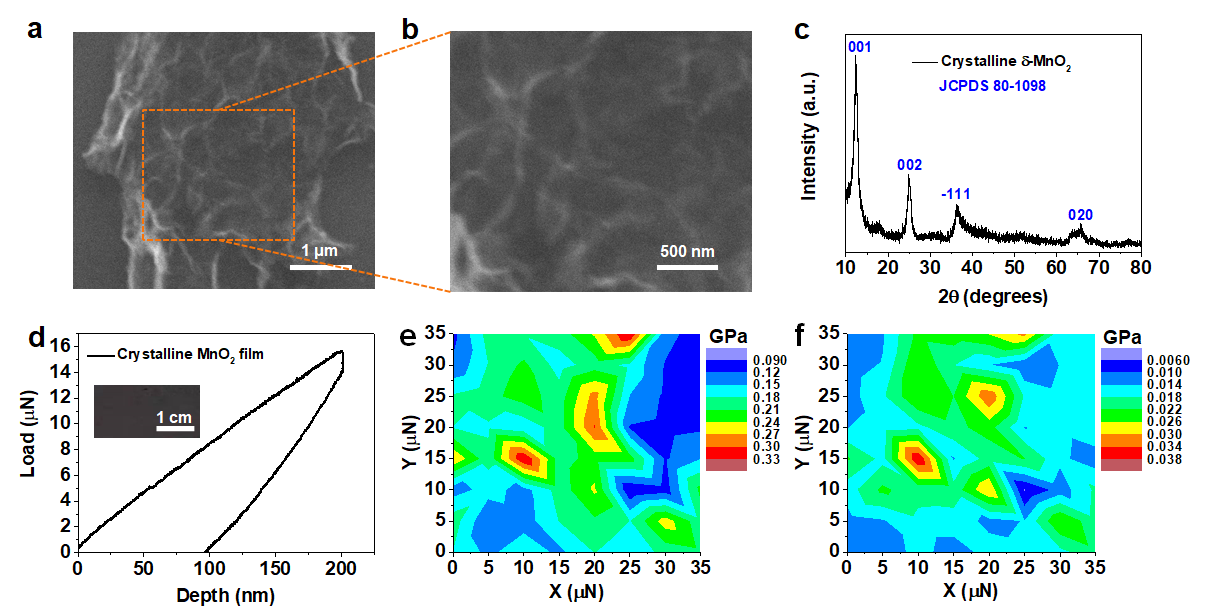 a
b
c
1 μm
500 nm
001
Crystalline δ-MnO2
JCPDS 80-1098
002
-111
020
Intensity (a.u.)
10 20 30 40 50 60 70 80
2θ (degrees)
d
16
14
12
10
8
6
4
2
0
Load (μN)
Crystalline MnO2 film
1 cm
0 50 100 150 200
Depth (nm)
e
35
30
25
20
15
10
5
0
Y (μN)
0 5 10 15 20 25 30 35
X (μN)
GPa
0.090
0.12
0.15
0.18
0.21
0.24
0.27
0.30
0.33
f
35
30
25
20
15
10
5
0
Y (μN)
0 5 10 15 20 25 30 35
X (μN)
GPa
0.0060
0.010
0.014
0.018
0.022
0.026
0.030
0.034
0.038